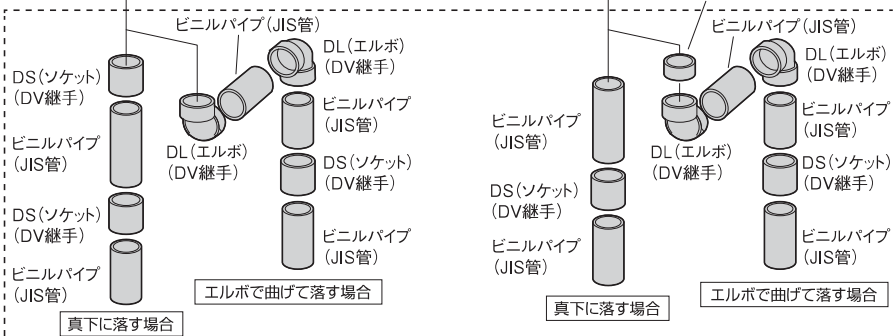 DS(ソケット)
(DV継手)
ビニルパイプ
(JIS管)
DS(ソケット)
(DV継手)
ビニルパイプ
(JIS管)
真下に落す場合
ビニルパイプ(JIS管)
DL(エルボ)
(DV継手)
DL(エルボ)
(DV継手)
ビニルパイプ
(JIS管)
DS(ソケット)
(DV継手)
ビニルパイプ
(JIS管)
エルボで曲げて落す場合
ビニルパイプ
(JIS管)
DS(ソケット)
(DV継手)
ビニルパイプ
(JIS管)
真下に落す場合
ビニルパイプ(JIS管)
DL(エルボ)
(DV継手)
DL(エルボ)
(DV継手)
ビニルパイプ
(JIS管)
DS(ソケット)
(DV継手)
ビニルパイプ
(JIS管)
エルボで曲げて落す場合